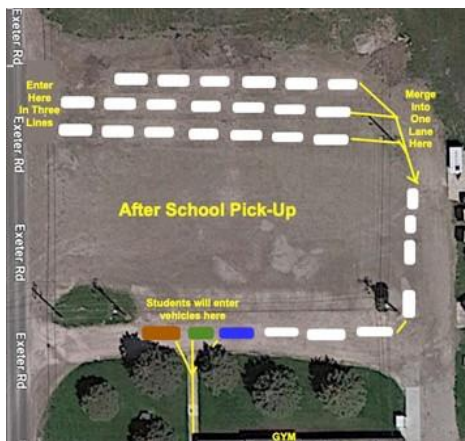 Exeter Rd
Enter
Here
In Three
Lines
Exeter Rd
Merge
Into
One
Lane
Here
After School Pick-Up
Exeter Rd
Students will enter
vehicles here
Exeter Rd
GYM